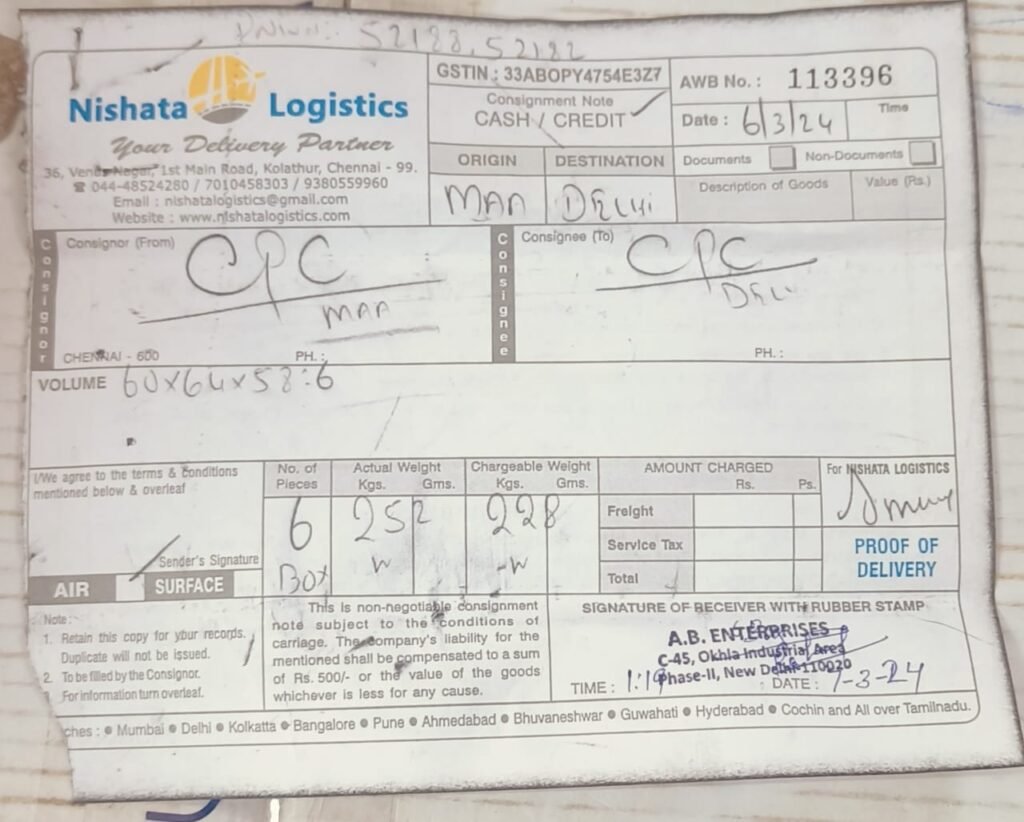 52188, 52182
Nishata Logistics
Your Delivery Partner
36, Venus Nagar, 1st Main Road, Kolathur, Chennai - 99.
☎ 044-48524280 / 7010458303 / 9380559960
Email : nishatalogistics@gmail.com
Website : www.nishatalogistics.com
GSTIN : 33ABOPY4754E3Z7
Consignment Note
CASH / CREDIT
ORIGIN DESTINATION
MAA DELHI
AWB No. : 113396
Date : 6/3/24 Time
Documents Non-Documents
Description of Goods Value (Rs.)
Consignor
Consignor (From) CPC
MAA
CHENNAI - 600 PH. :
Consignee
Consignee (To) CPC
DEL
PH. :
VOLUME 60x64x58:6
I/We agree to the terms & conditions
mentioned below & overleaf
Sender's Signature
AIR SURFACE
No. of
Pieces
6
Box
Actual Weight
Kgs. Gms.
252
W
Chargeable Weight
Kgs. Gms.
228
-W
AMOUNT CHARGED
Rs. Ps.
Freight
Service Tax
Total
For NISHATA LOGISTICS
PROOF OF
DELIVERY
Note :
1. Retain this copy for your records.
Duplicate will not be issued.
2. To be filled by the Consignor.
For information turn overleaf.
This is non-negotiable consignment
note subject to the conditions of
carriage. The company's liability for the
mentioned shall be compensated to a sum
of Rs. 500/- or the value of the goods
whichever is less for any cause.
SIGNATURE OF RECEIVER WITH RUBBER STAMP
A.B. ENTERPRISES
C-45, Okhla Industrial Area
Phase-II, New Delhi-110020
TIME : DATE : 7-3-24
ches : ● Mumbai ● Delhi ● Kolkatta ● Bangalore ● Pune ● Ahmedabad ● Bhuvaneshwar ● Guwahati ● Hyderabad ● Cochin and All over Tamilnadu.